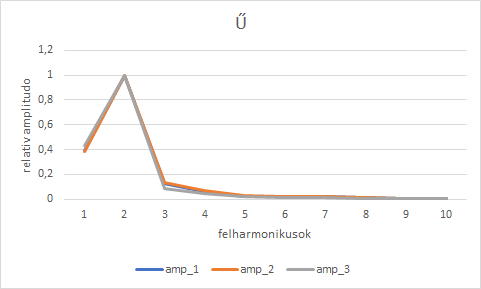 Ű
1,2
1
0,8
0,6
0,4
0,2
0
relatív amplitudo
1 2 3 4 5 6 7 8 9 10
felharmonikusok
amp_1 amp_2 amp_3